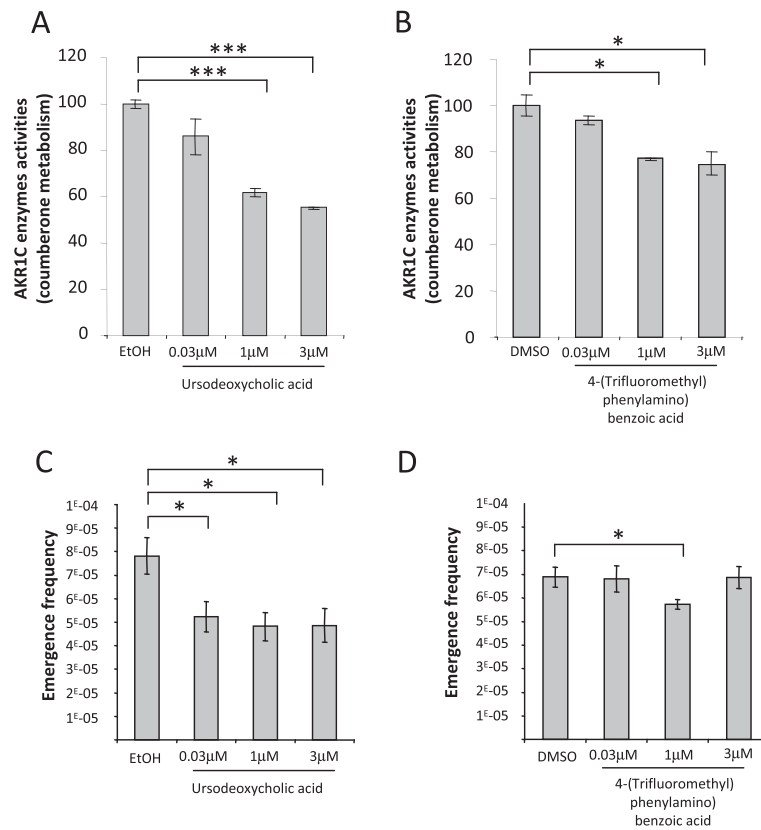 A
AKR1C enzymes activities
(coumberone metabolism)
120
100
80
60
40
20
0
***
***
EtOH 0.03µM 1µM 3µM
Ursodeoxycholic acid
B
AKR1C enzymes activities
(coumberone metabolism)
120
100
80
60
40
20
0
*
*
DMSO 0.03µM 1µM 3µM
4-(Trifluoromethyl)
phenylamino)
benzoic acid
C
Emergence frequency
1E-04
9E-05
8E-05
7E-05
6E-05
5E-05
4E-05
3E-05
2E-05
1E-05
*
*
*
EtOH 0.03µM 1µM 3µM
Ursodeoxycholic acid
D
Emergence frequency
1E-04
9E-05
8E-05
7E-05
6E-05
5E-05
4E-05
3E-05
2E-05
1E-05
*
DMSO 0.03µM 1µM 3µM
4-(Trifluoromethyl)
phenylamino)
benzoic acid